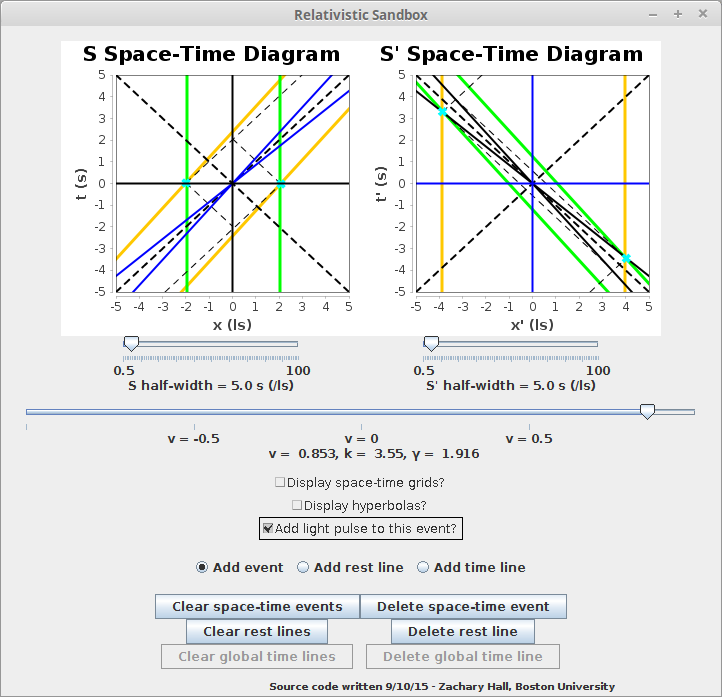 Relativistic Sandbox
S Space-Time Diagram
S' Space-Time Diagram
5
4
3
2
1
0
-1
-2
-3
-4
-5
t (s)
-5 -4 -3 -2 -1 0 1 2 3 4 5
x (ls)
5
4
3
2
1
0
-1
-2
-3
-4
-5
t' (s)
-5 -4 -3 -2 -1 0 1 2 3 4 5
x' (ls)
0.5 100
S half-width = 5.0 s (/ls)
0.5 100
S' half-width = 5.0 s (/ls)
v = -0.5 v = 0 v = 0.5
v = 0.853, k = 3.55, γ = 1.916
Display space-time grids?
Display hyperbolas?
Add light pulse to this event?
Add event Add rest line Add time line
Clear space-time events Delete space-time event
Clear rest lines Delete rest line
Clear global time lines Delete global time line
Source code written 9/10/15 - Zachary Hall, Boston University